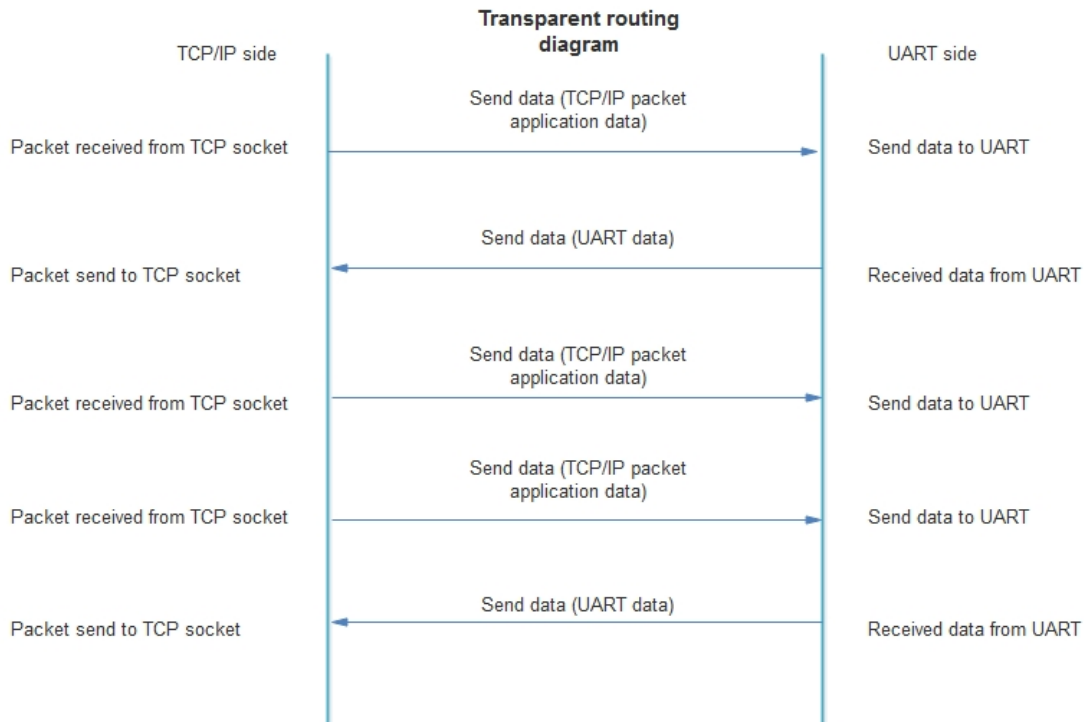 Transparent routing
diagram
TCP/IP side
UART side
Send data (TCP/IP packet
application data)
Packet received from TCP socket
Send data to UART
Send data (UART data)
Packet send to TCP socket
Received data from UART
Send data (TCP/IP packet
application data)
Packet received from TCP socket
Send data to UART
Send data (TCP/IP packet
application data)
Packet received from TCP socket
Send data to UART
Send data (UART data)
Packet send to TCP socket
Received data from UART